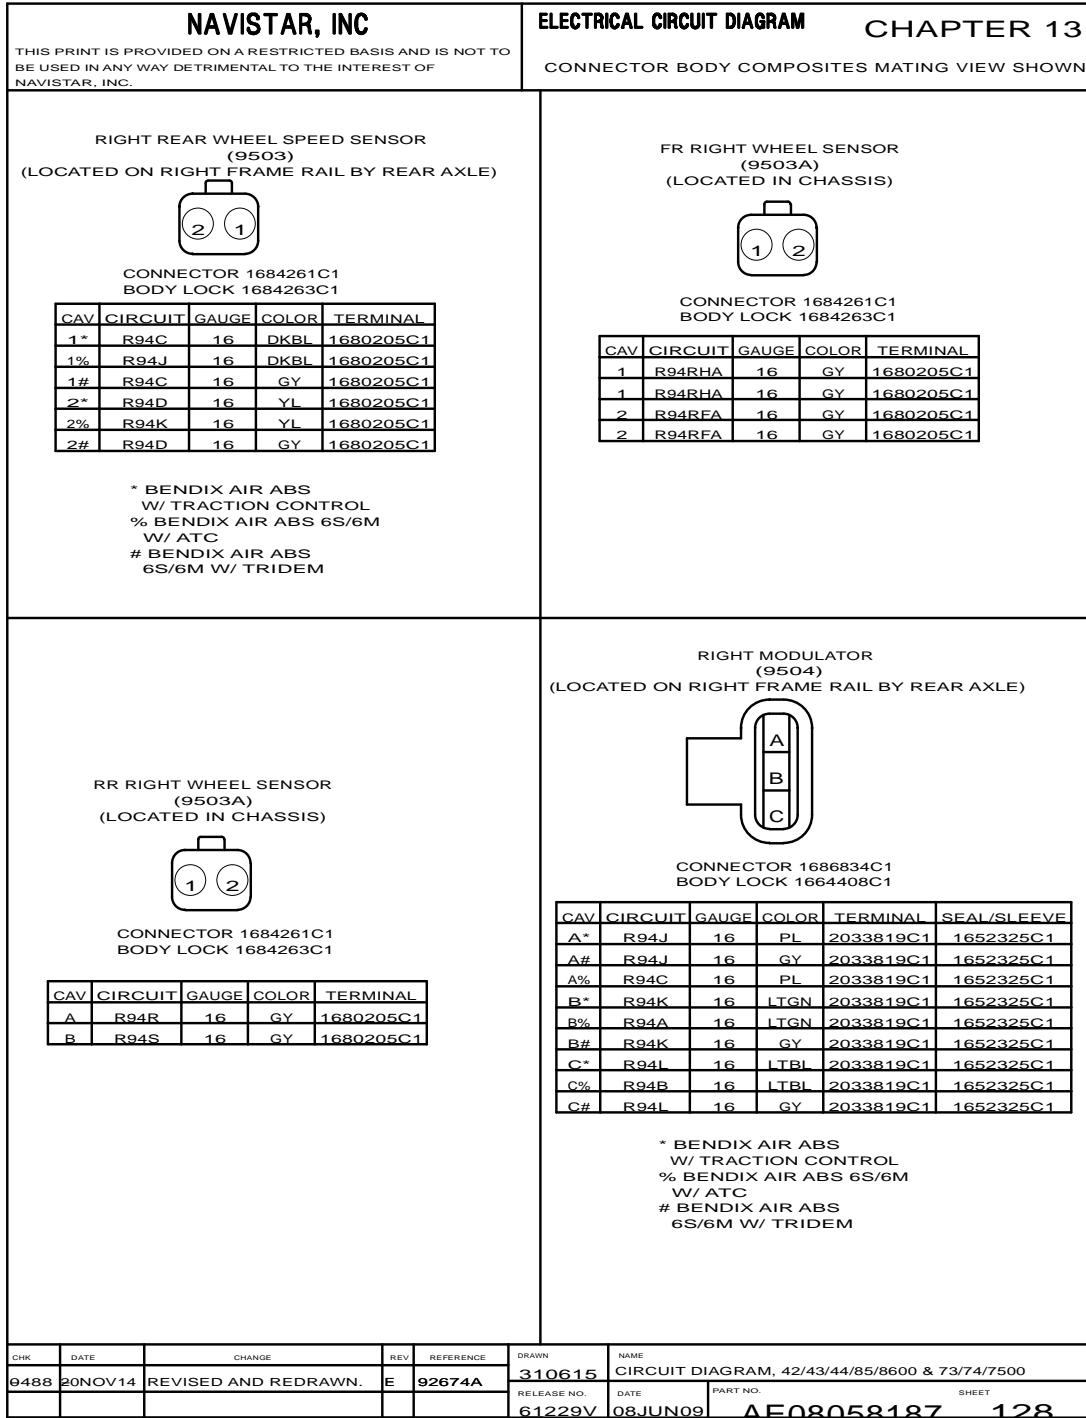 NAVISTAR, INC
THIS PRINT IS PROVIDED ON A RESTRICTED BASIS AND IS NOT TO
BE USED IN ANY WAY DETRIMENTAL TO THE INTEREST OF
NAVISTAR, INC.
ELECTRICAL CIRCUIT DIAGRAM CHAPTER 13
CONNECTOR BODY COMPOSITES MATING VIEW SHOWN
RIGHT REAR WHEEL SPEED SENSOR
(9503)
(LOCATED ON RIGHT FRAME RAIL BY REAR AXLE)
2 1
CONNECTOR 1684261C1
BODY LOCK 1684263C1
CAV CIRCUIT GAUGE COLOR TERMINAL
1* R94C 16 DKBL 1680205C1
1% R94J 16 DKBL 1680205C1
1# R94C 16 GY 1680205C1
2* R94D 16 YL 1680205C1
2% R94K 16 YL 1680205C1
2# R94D 16 GY 1680205C1
* BENDIX AIR ABS
W/ TRACTION CONTROL
% BENDIX AIR ABS 6S/6M
W/ ATC
# BENDIX AIR ABS
6S/6M W/ TRIDEM
FR RIGHT WHEEL SENSOR
(9503A)
(LOCATED IN CHASSIS)
1 2
CONNECTOR 1684261C1
BODY LOCK 1684263C1
CAV CIRCUIT GAUGE COLOR TERMINAL
1 R94RHA 16 GY 1680205C1
1 R94RHA 16 GY 1680205C1
2 R94RFA 16 GY 1680205C1
2 R94RFA 16 GY 1680205C1
RR RIGHT WHEEL SENSOR
(9503A)
(LOCATED IN CHASSIS)
1 2
CONNECTOR 1684261C1
BODY LOCK 1684263C1
CAV CIRCUIT GAUGE COLOR TERMINAL
A R94R 16 GY 1680205C1
B R94S 16 GY 1680205C1
RIGHT MODULATOR
(9504)
(LOCATED ON RIGHT FRAME RAIL BY REAR AXLE)
A
B
C
CONNECTOR 1686834C1
BODY LOCK 1664408C1
CAV CIRCUIT GAUGE COLOR TERMINAL SEAL/SLEEVE
A* R94J 16 PL 2033819C1 1652325C1
A# R94J 16 GY 2033819C1 1652325C1
A% R94C 16 PL 2033819C1 1652325C1
B* R94K 16 LTGN 2033819C1 1652325C1
B% R94A 16 LTGN 2033819C1 1652325C1
B# R94K 16 GY 2033819C1 1652325C1
C* R94L 16 LTBL 2033819C1 1652325C1
C% R94B 16 LTBL 2033819C1 1652325C1
C# R94L 16 GY 2033819C1 1652325C1
* BENDIX AIR ABS
W/ TRACTION CONTROL
% BENDIX AIR ABS 6S/6M
W/ ATC
# BENDIX AIR ABS
6S/6M W/ TRIDEM
CHK DATE CHANGE REV REFERENCE
0488 20NOV14 REVISED AND REDRAWN. E 92674A
DRAWN NAME
310615 CIRCUIT DIAGRAM, 42/43/44/85/8600 & 73/74/7500
RELEASE NO. DATE PART NO. SHEET
61229V 08JUN09 AE08058187 128